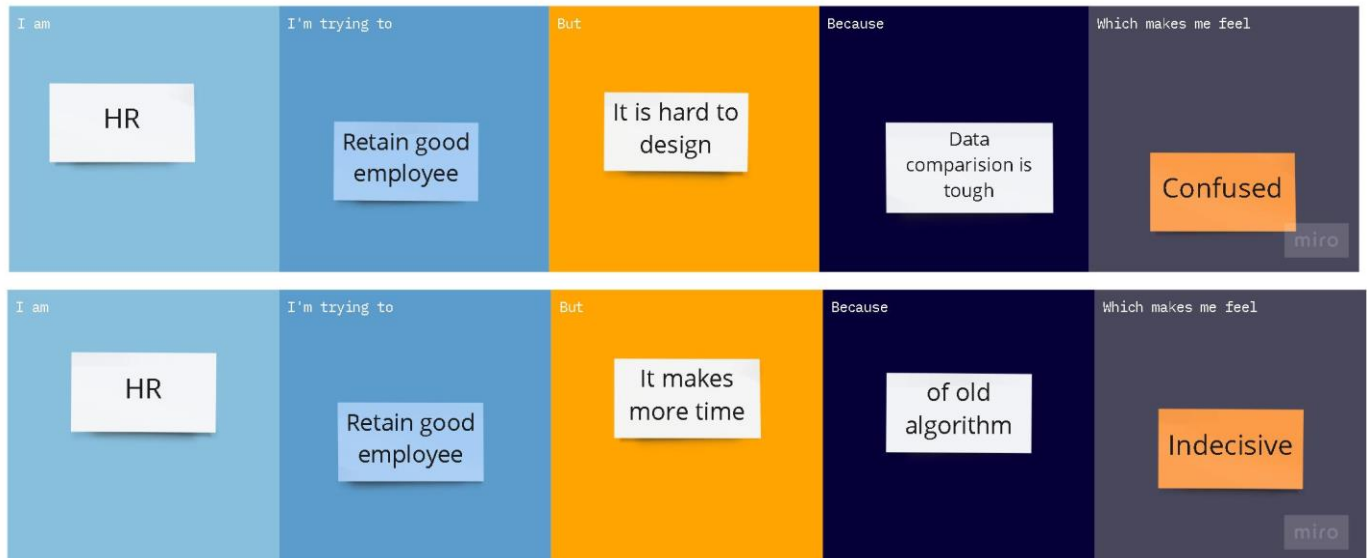 I am
I'm trying to
But
Because
Which makes me feel
HR
Retain good
employee
It is hard to
design
Data
comparision is
tough
Confused
miro
I am
I'm trying to
But
Because
Which makes me feel
HR
Retain good
employee
It makes
more time
of old
algorithm
Indecisive
miro